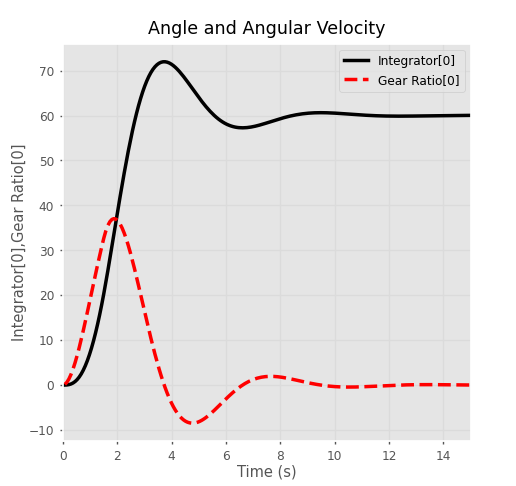 Angle and Angular Velocity
Integrator[0]
Gear Ratio[0]
Integrator[0],Gear Ratio[0]
70
60
50
40
30
20
10
0
−10
0 2 4 6 8 10 12 14
Time (s)